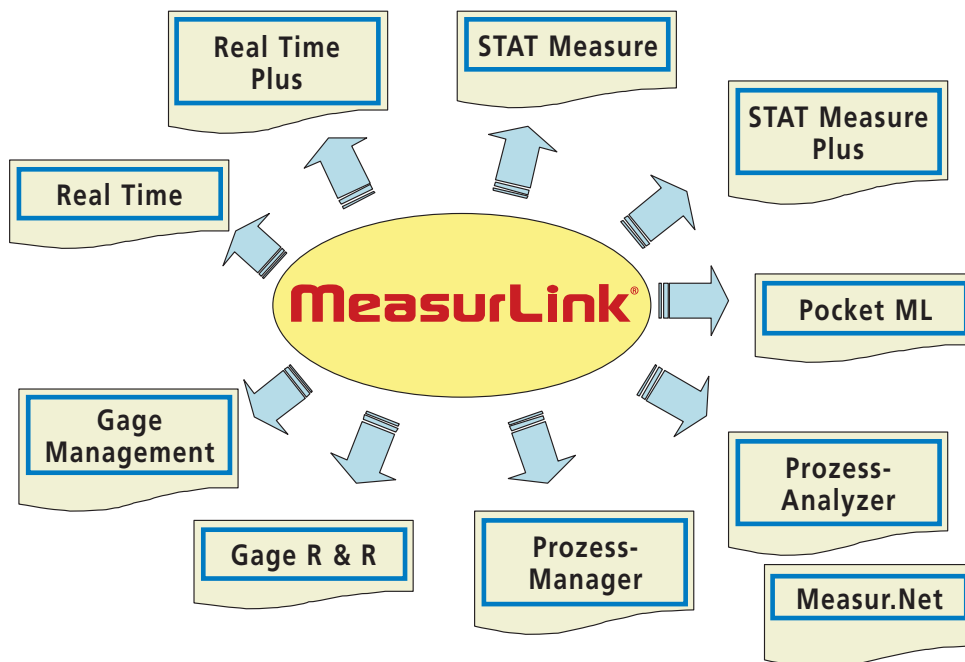 Real Time
Plus
STAT Measure
STAT Measure
Plus
Real Time
MeasurLink®
Pocket ML
Gage
Management
Prozess-
Analyzer
Gage R & R
Prozess-
Manager
Measur.Net